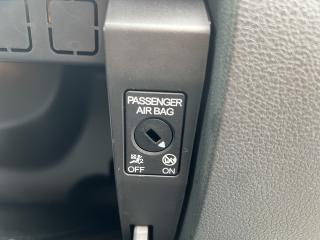 PASSENGER
AIR BAG
OFF ON